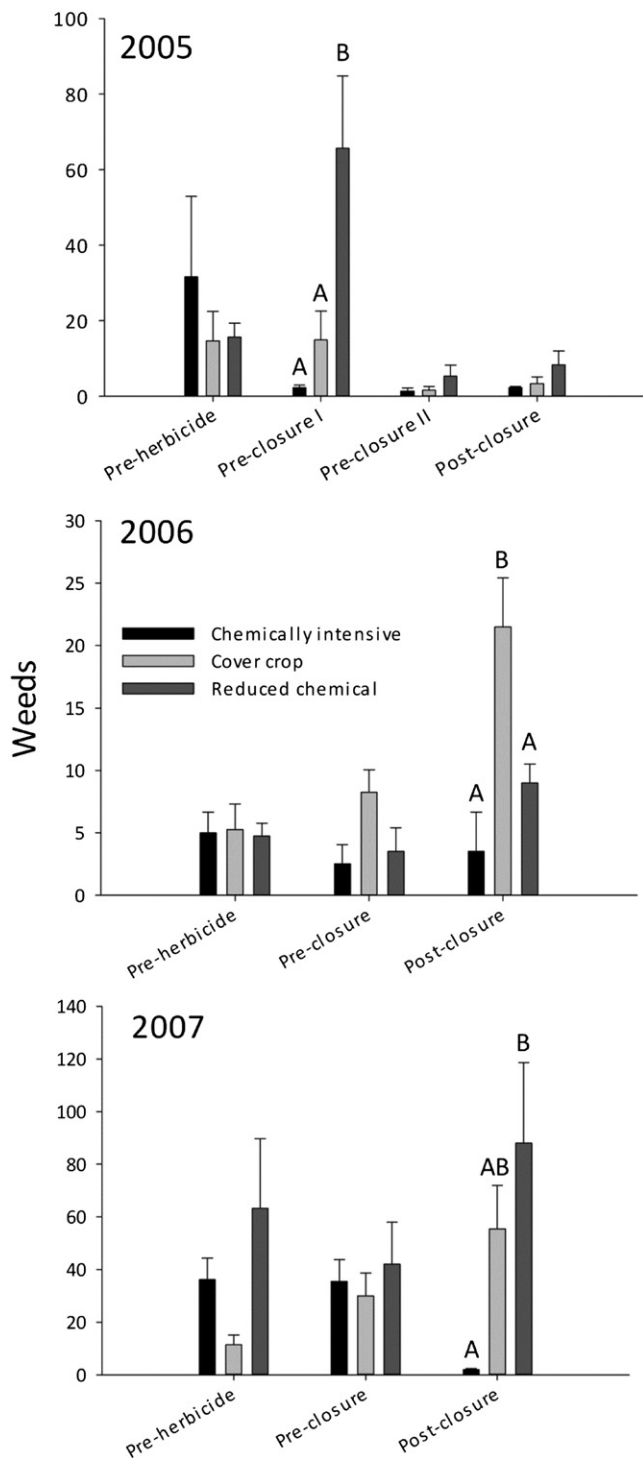 100
2005
B
80
60
40
A
20
A
0
Pre-herbicide
Pre-closure I
Pre-closure II
Post-closure
30
2006
B
25
Chemically intensive
20
Cover crop
Reduced chemical
15
A
A
10
5
0
Pre-herbicide
Pre-closure
Post-closure
Weeds
140
2007
B
120
100
AB
80
60
40
A
20
0
Pre-herbicide
Pre-closure
Post-closure